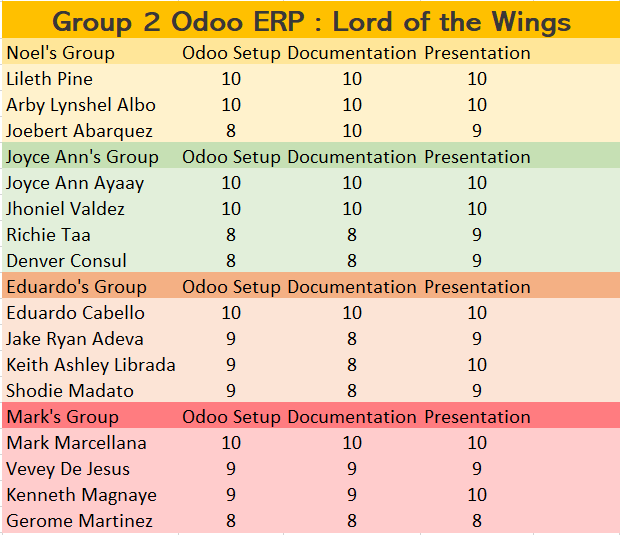 Group 2 Odoo ERP : Lord of the Wings
Noel's Group Odoo Setup Documentation Presentation
Lileth Pine 10 10 10
Arby Lynshel Albo 10 10 10
Joebert Abarquez 8 10 9
Joyce Ann's Group Odoo Setup Documentation Presentation
Joyce Ann Ayaay 10 10 10
Jhoniel Valdez 10 10 10
Richie Taa 8 8 9
Denver Consul 8 8 9
Eduardo's Group Odoo Setup Documentation Presentation
Eduardo Cabello 10 10 10
Jake Ryan Adeva 9 8 9
Keith Ashley Librada 9 8 10
Shodie Madato 9 8 9
Mark's Group Odoo Setup Documentation Presentation
Mark Marcellana 10 10 10
Vevey De Jesus 9 9 9
Kenneth Magnaye 9 9 10
Gerome Martinez 8 8 8